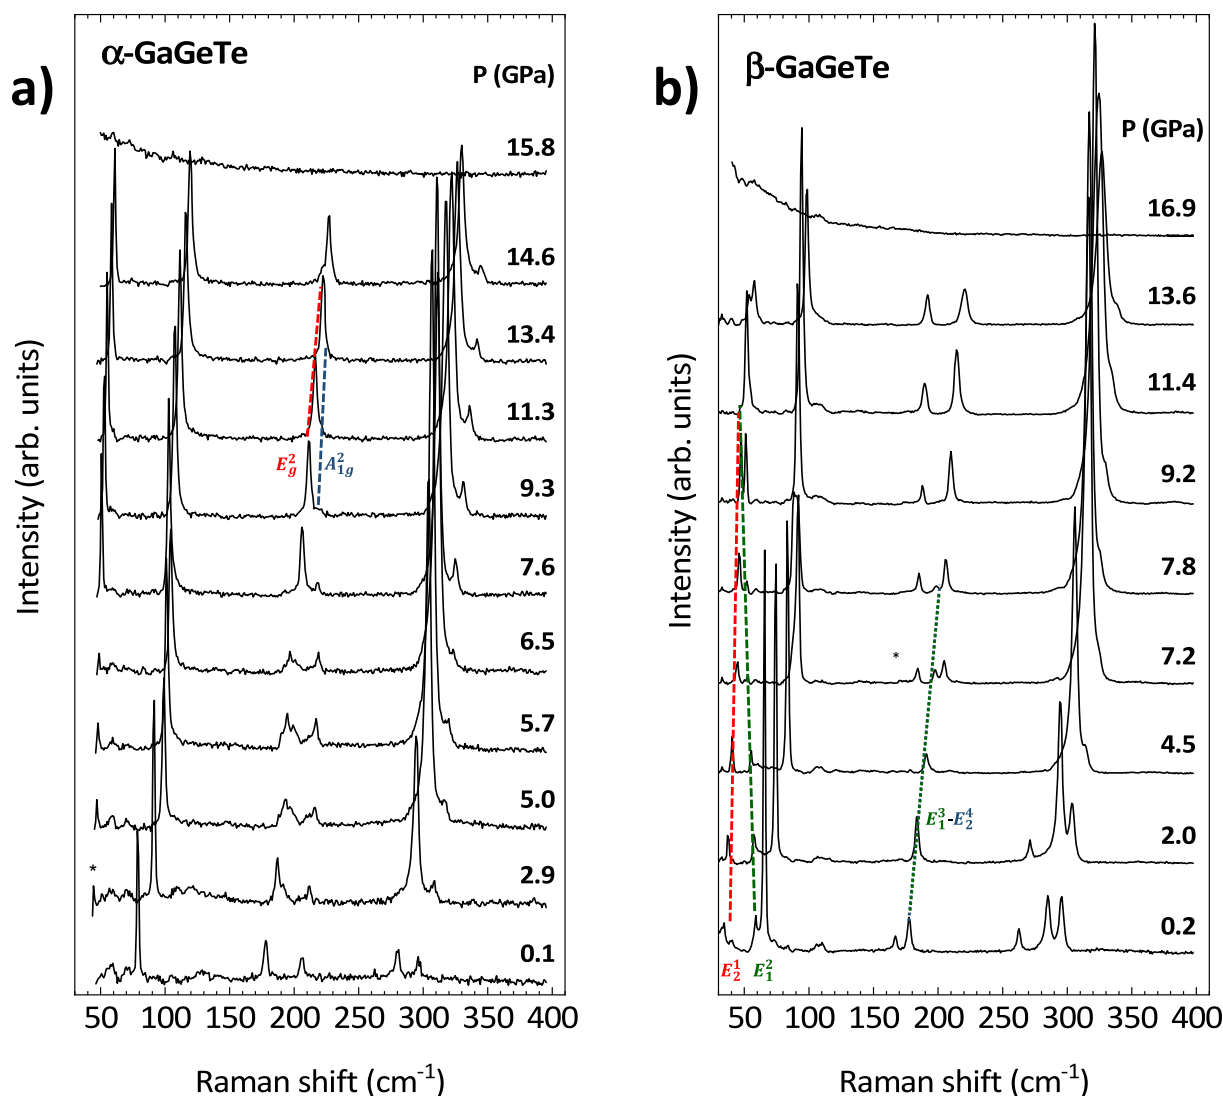 a)
α-GaGeTe
P (GPa)
15.8
14.6
13.4
11.3
9.3
7.6
6.5
5.7
5.0
2.9
0.1
E_g^2
A_{1g}^2
*
Intensity (arb. units)
50 100 150 200 250 300 350 400
Raman shift (cm⁻¹)
b)
β-GaGeTe
P (GPa)
16.9
13.6
11.4
9.2
7.8
7.2
4.5
2.0
0.2
*
E_1^3-E_2^4
E_2^1 E_1^2
Intensity (arb. units)
50 100 150 200 250 300 350 400
Raman shift (cm⁻¹)